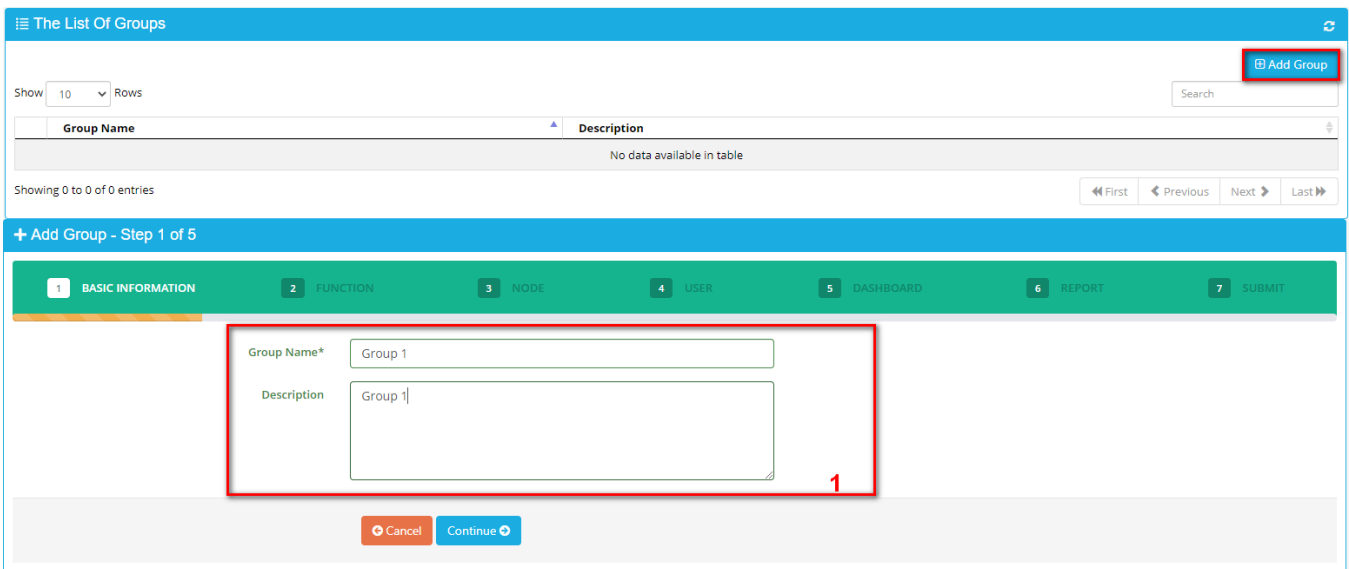 The List Of Groups
Add Group
Show 10 Rows
Search
Group Name Description
No data available in table
Showing 0 to 0 of 0 entries
First Previous Next Last
Add Group - Step 1 of 5
1 BASIC INFORMATION 2 FUNCTION 3 NODE 4 USER 5 DASHBOARD 6 REPORT 7 SUBMIT
Group Name* Group 1
Description Group 1
1
Cancel Continue